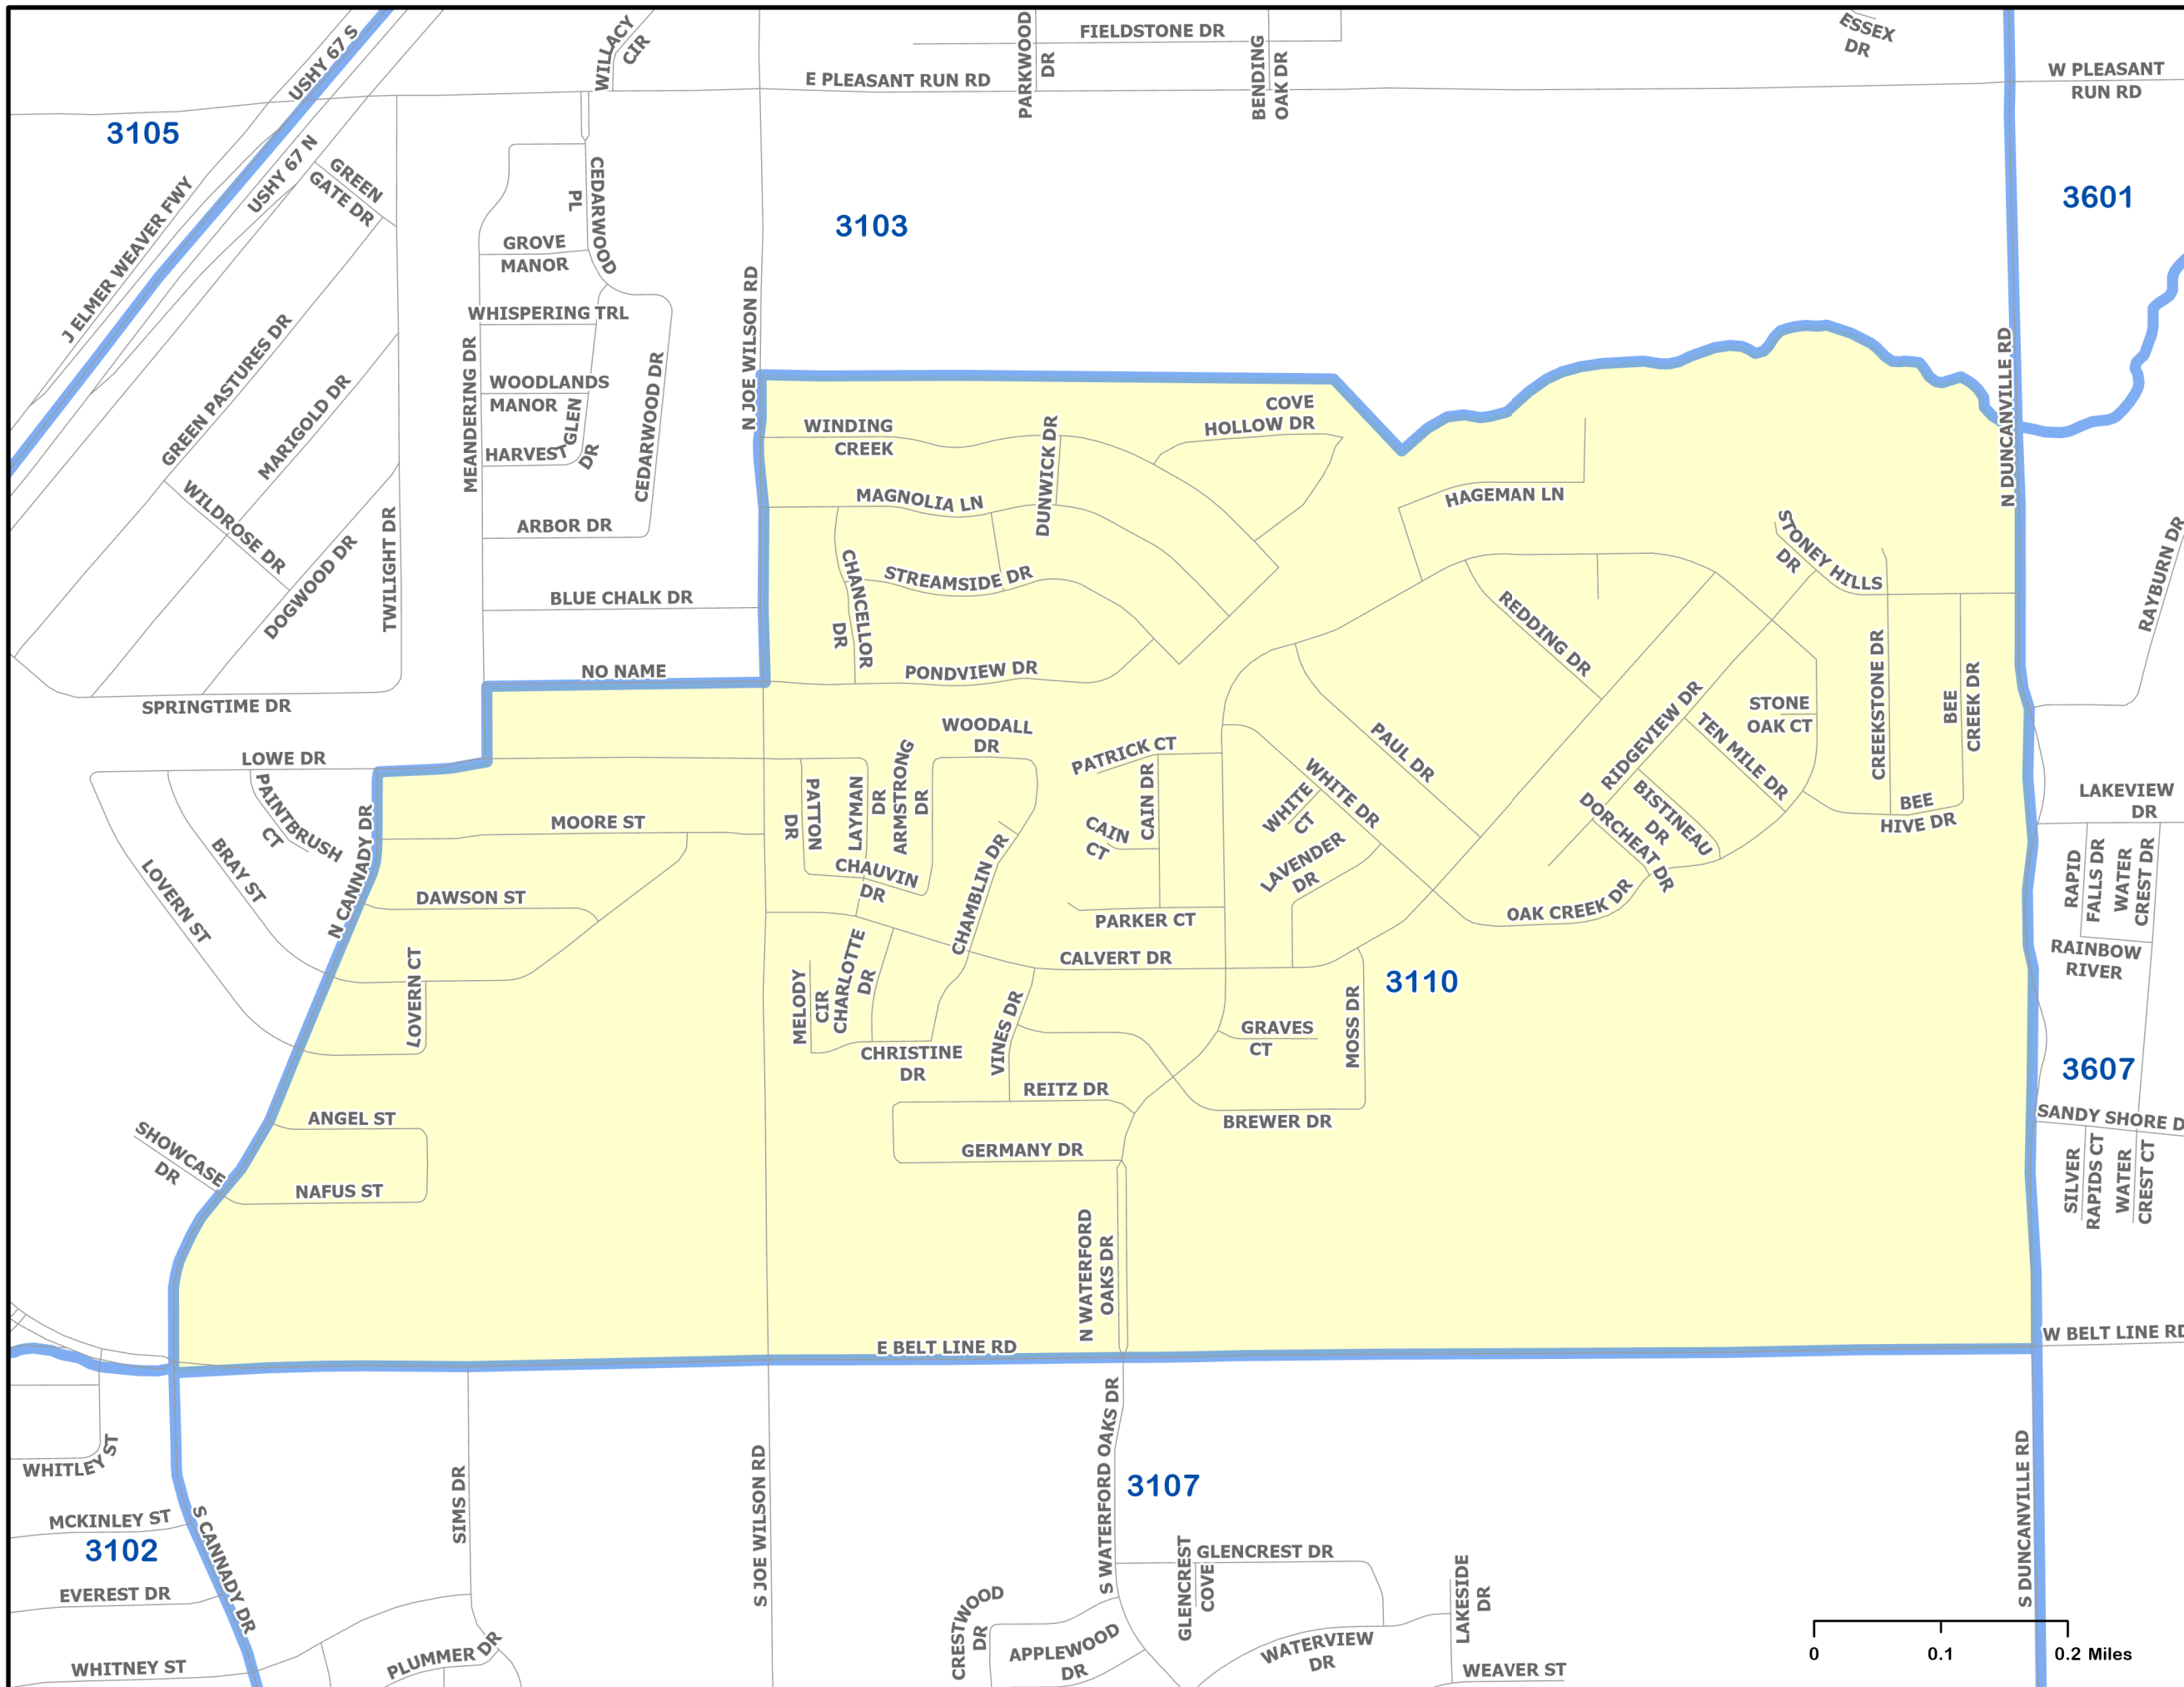 USHY 67 S
WILLACY
CIR
PARKWOOD
DR
FIELDSTONE DR
BENDING
OAK DR
ESSEX
DR
E PLEASANT RUN RD
W PLEASANT
RUN RD
3105
USHY 67 N
GREEN
GATE DR
J ELMER WEAVER FWY
CEDARWOOD
PL
3103
3601
GROVE
MANOR
WHISPERING TRL
N JOE WILSON RD
GREEN PASTURES DR
MARIGOLD DR
MEANDERING DR
WOODLANDS
MANOR
CEDARWOOD DR
HARVEST
GLEN
DR
WILDROSE DR
DOGWOOD DR
TWILIGHT DR
ARBOR DR
BLUE CHALK DR
NO NAME
SPRINGTIME DR
WINDING
CREEK
COVE
HOLLOW DR
DUNWICK DR
MAGNOLIA LN
HAGEMAN LN
N DUNCANVILLE RD
STREAMSIDE DR
CHANCELLOR
DR
STONEY HILLS
DR
RAYBURN DR
REDDING DR
PONDVIEW DR
CREEKSTONE DR
BEE
CREEK DR
STONE
OAK CT
RIDGEVIEW DR
TEN MILE DR
WOODALL
DR
PATRICK CT
PAUL DR
LOWE DR
PAINTBRUSH
CT
BRAY ST
LOVERN ST
N CANNADY DR
MOORE ST
PATTON
DR
LAYMAN
DR
ARMSTRONG
DR
CAIN DR
CAIN
CT
WHITE DR
WHITE
CT
LAVENDER
DR
BISTINEAU
DR
DORCHEAT DR
BEE
HIVE DR
LAKEVIEW
DR
RAPID
FALLS DR
WATER
CREST DR
CHAUVIN
DR
CHAMBLIN DR
DAWSON ST
PARKER CT
OAK CREEK DR
RAINBOW
RIVER
LOVERN CT
CALVERT DR
3110
MELODY
CIR
CHARLOTTE
DR
VINES DR
GRAVES
CT
MOSS DR
CHRISTINE
DR
3607
REITZ DR
BREWER DR
SANDY SHORE D
ANGEL ST
SHOWCASE
DR
GERMANY DR
SILVER
RAPIDS CT
WATER
CREST CT
NAFUS ST
N WATERFORD
OAKS DR
E BELT LINE RD
W BELT LINE RD
WHITLEY ST
SIMS DR
S JOE WILSON RD
S WATERFORD OAKS DR
3107
S DUNCANVILLE RD
MCKINLEY ST
3102
S CANNADY DR
EVEREST DR
GLENCREST DR
GLENCREST
COVE
LAKESIDE
DR
CRESTWOOD
DR
APPLEWOOD
DR
WATERVIEW
DR
WEAVER ST
WHITNEY ST
PLUMMER DR
0 0.1 0.2 Miles